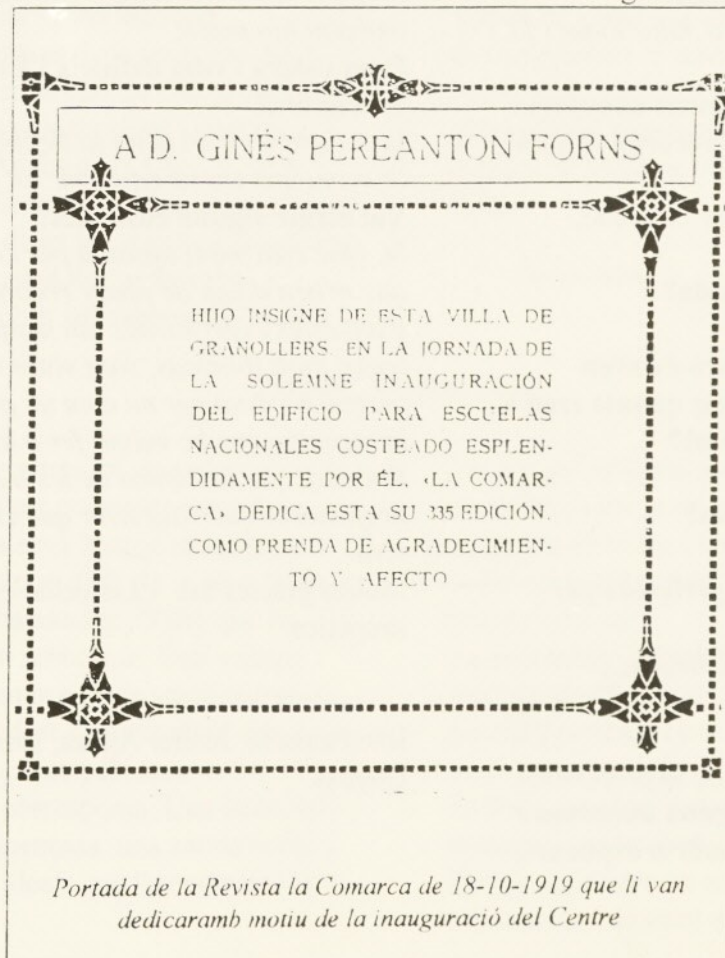 A D. GINÉS PEREANTON FORNS
HIJO INSIGNE DE ESTA VILLA DE
GRANOLLERS, EN LA JORNADA DE
LA SOLEMNE INAUGURACIÓN
DEL EDIFICIO PARA ESCUELAS
NACIONALES COSTEADO ESPLEN-
DIDAMENTE POR ÉL, «LA COMAR-
CA» DEDICA ESTA SU 335 EDICIÓN,
COMO PRENDA DE AGRADECIMIEN-
TO Y AFECTO
Portada de la Revista la Comarca de 18-10-1919 que li van
dedicaramb motiu de la inauguració del Centre